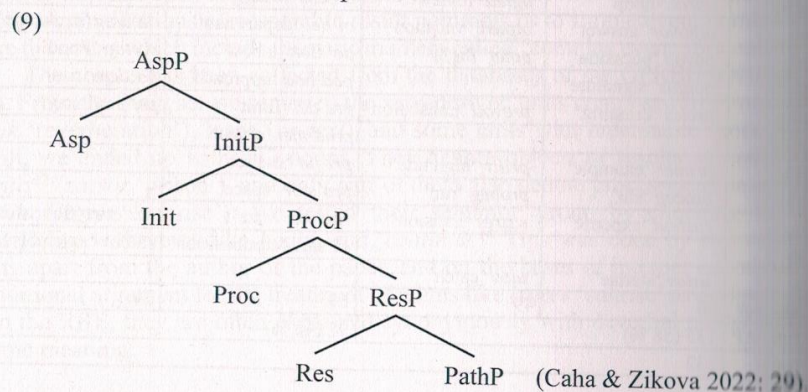 (9)
AspP
Asp InitP
Init ProcP
Proc ResP
Res PathP (Caha & Zikova 2022: 29)